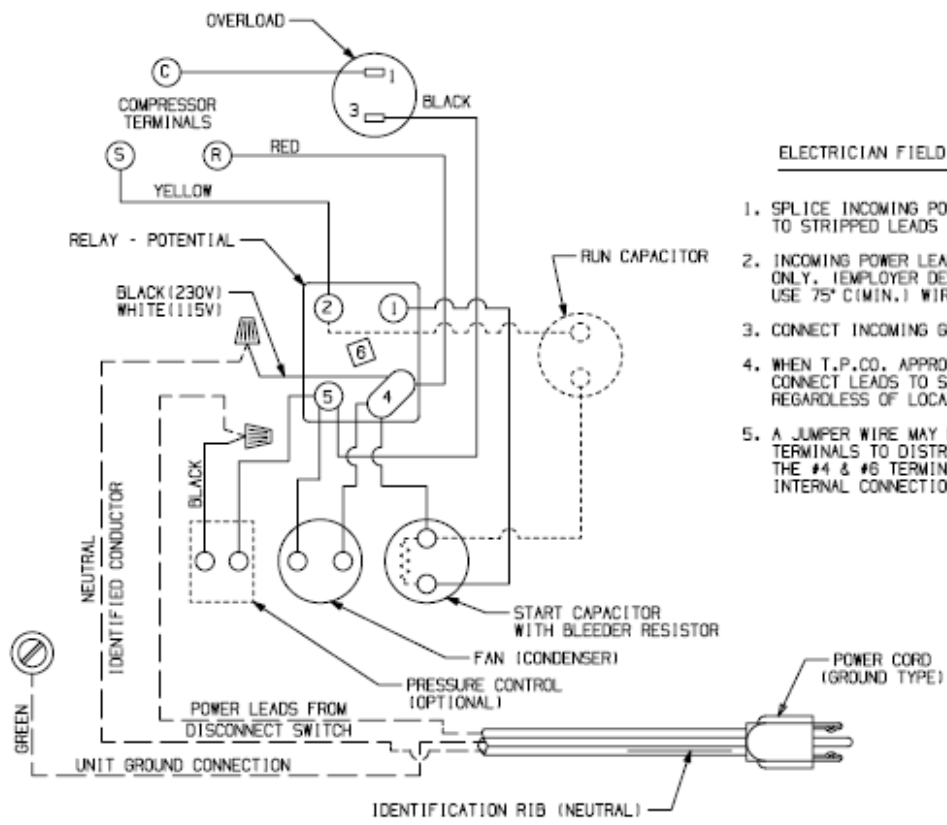 OVERLOAD
C
1
COMPRESSOR
TERMINALS
3
BLACK
S
R
RED
YELLOW
RELAY - POTENTIAL
RUN CAPACITOR
BLACK(230V)
WHITE(115V)
2
1
6
5
4
BLACK
NEUTRAL
IDENTIFIED CONDUCTOR
START CAPACITOR
WITH BLEEDER RESISTOR
FAN (CONDENSER)
PRESSURE CONTROL
(OPTIONAL)
POWER CORD
(GROUND TYPE)
POWER LEADS FROM
DISCONNECT SWITCH
GREEN
UNIT GROUND CONNECTION
IDENTIFICATION RIB (NEUTRAL)
ELECTRICIAN FIELD
1. SPLICE INCOMING PO
TO STRIPPED LEADS
2. INCOMING POWER LEA
ONLY. (EMPLOYER DE
USE 75° C(MIN.) WIR
3. CONNECT INCOMING G
4. WHEN T.P.CO. APPRO
CONNECT LEADS TO S
REGARDLESS OF LOCA
5. A JUMPER WIRE MAY
TERMINALS TO DISTR
THE #4 & #6 TERMIN
INTERNAL CONNECTIO